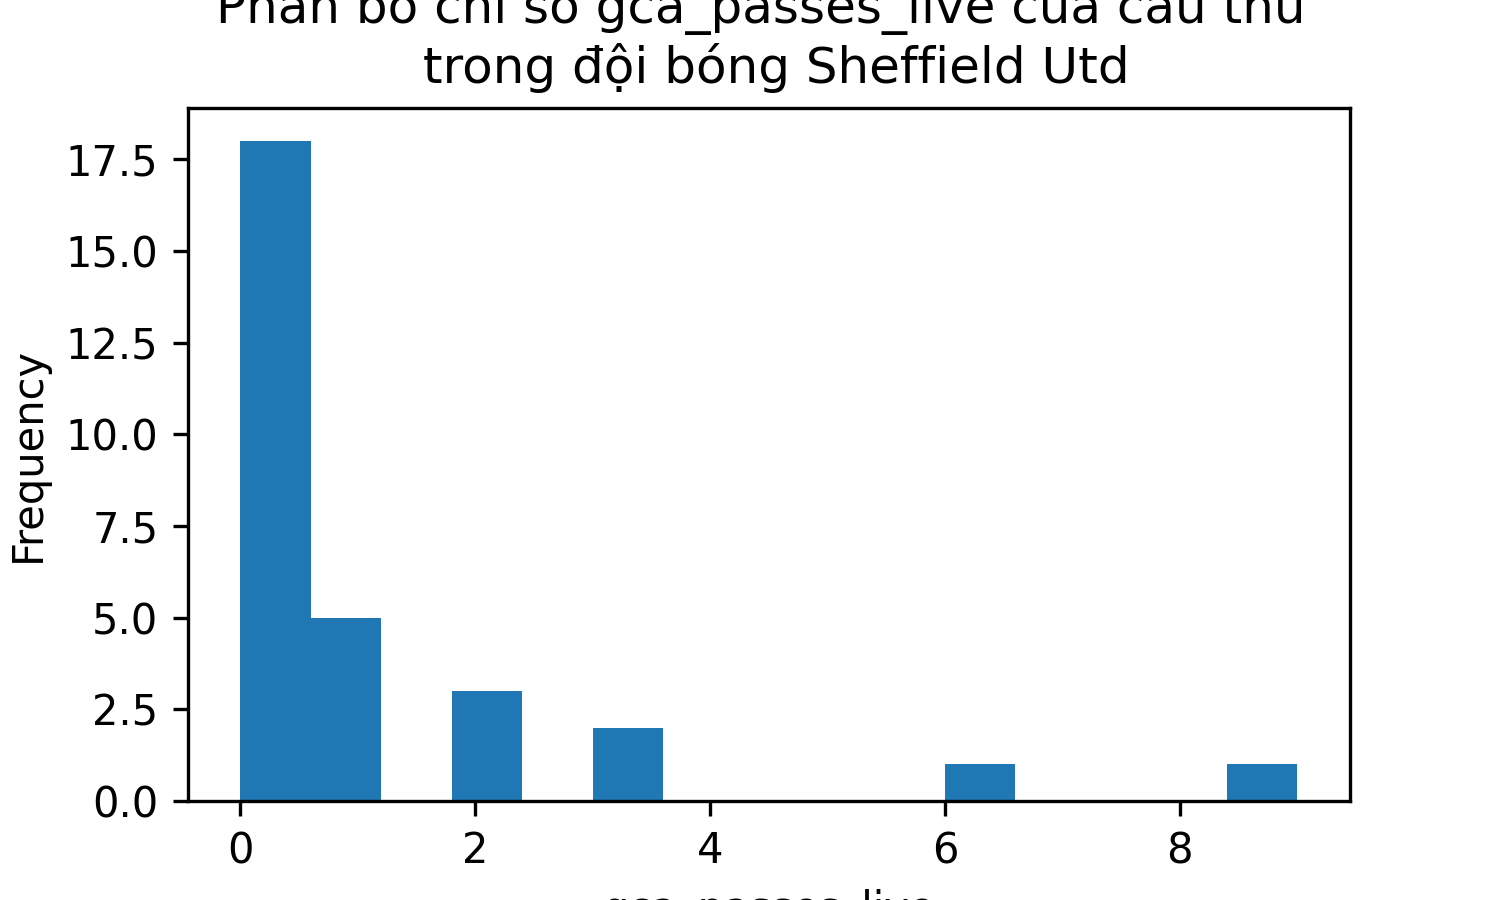 Phân bố chỉ số gca_passes_live của cầu thủ
trong đội bóng Sheffield Utd
17.5
15.0
12.5
10.0
7.5
5.0
2.5
0.0
Frequency
0 2 4 6 8
gca_passes_live